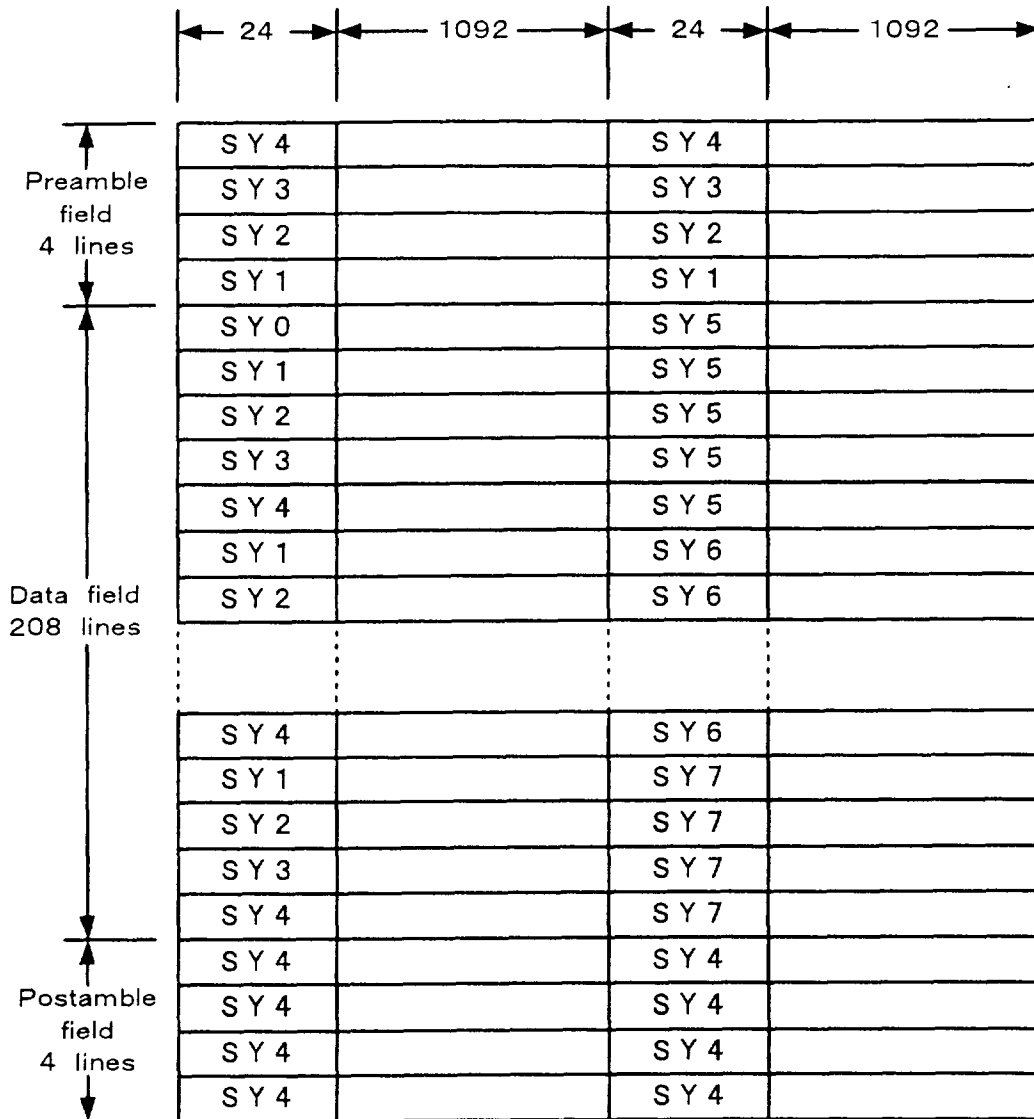 24 1092 24 1092
SY4 SY4
Preamble field 4 lines
SY3 SY3
SY2 SY2
SY1 SY1
SY0 SY5
SY1 SY5
SY2 SY5
SY3 SY5
SY4 SY5
SY1 SY6
Data field 208 lines
SY2 SY6
SY4 SY6
SY1 SY7
SY2 SY7
SY3 SY7
SY4 SY7
SY4 SY4
Postamble field 4 lines
SY4 SY4
SY4 SY4
SY4 SY4